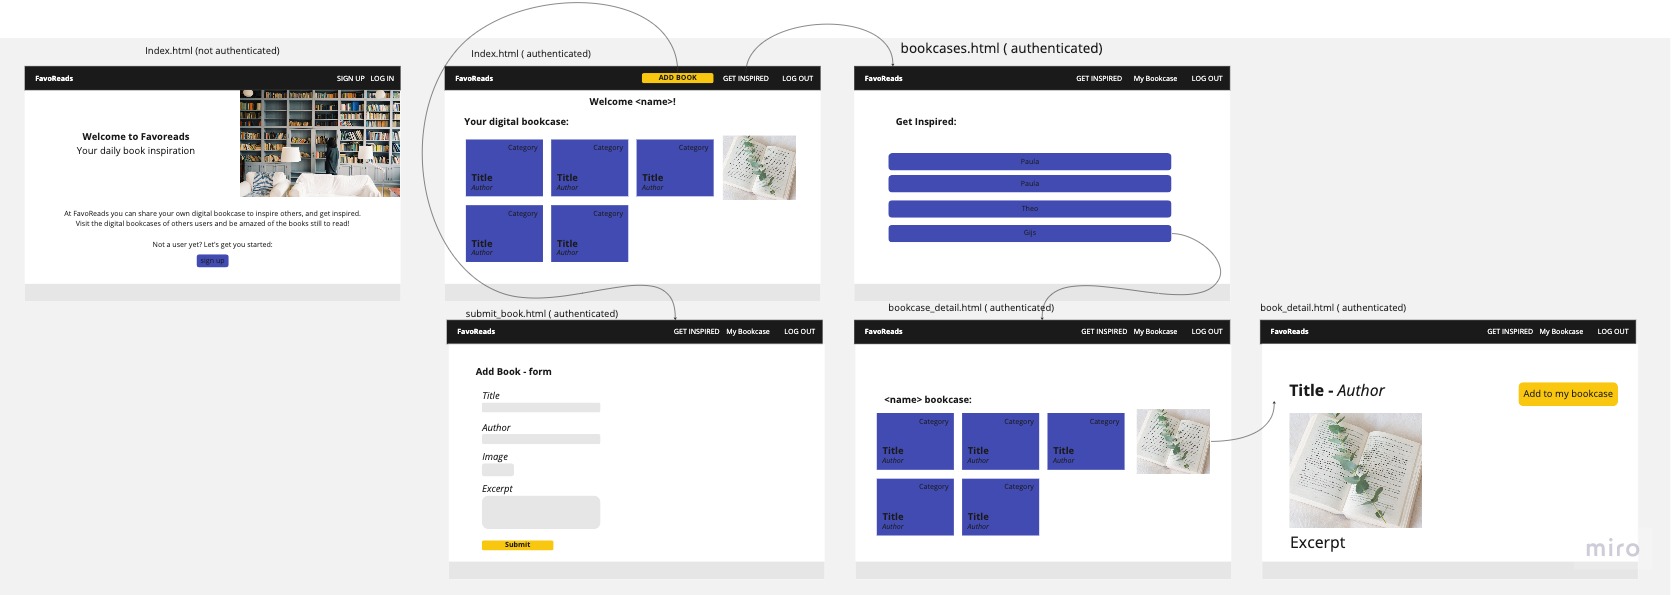 Index.html (not authenticated)
FavoReads
SIGN UP LOG IN
Welcome to Favoreads
Your daily book inspiration
At FavoReads you can share your own digital bookcase to inspire others, and get inspired.
Visit the digital bookcases of others users and be amazed of the books still to read!
Not a user yet? Let's get you started:
sign up
Index.html ( authenticated)
FavoReads
ADD BOOK
GET INSPIRED
LOG OUT
Welcome <name>!
Your digital bookcase:
Category
Title
Author
Category
Title
Author
Category
Title
Author
Category
Title
Author
Category
Title
Author
bookcases.html ( authenticated)
FavoReads
GET INSPIRED
My Bookcase
LOG OUT
Get Inspired:
Paula
Paula
Theo
Gijs
submit_book.html ( authenticated)
FavoReads
GET INSPIRED
My Bookcase
LOG OUT
Add Book - form
Title
Author
Image
Excerpt
Submit
bookcase_detail.html ( authenticated)
FavoReads
GET INSPIRED
My Bookcase
LOG OUT
<name> bookcase:
Category
Title
Author
Category
Title
Author
Category
Title
Author
Category
Title
Author
Category
Title
Author
book_detail.html ( authenticated)
FavoReads
GET INSPIRED
My Bookcase
LOG OUT
Title - Author
Add to my bookcase
Excerpt
miro